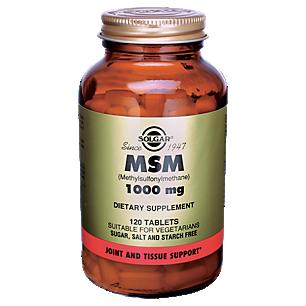 SOLGAR®
Since 1947
MSM
(Methylsulfonylmethane)
1000 mg
DIETARY SUPPLEMENT
120 TABLETS
SUITABLE FOR VEGETARIANS
SUGAR, SALT AND STARCH FREE
JOINT AND TISSUE SUPPORT*